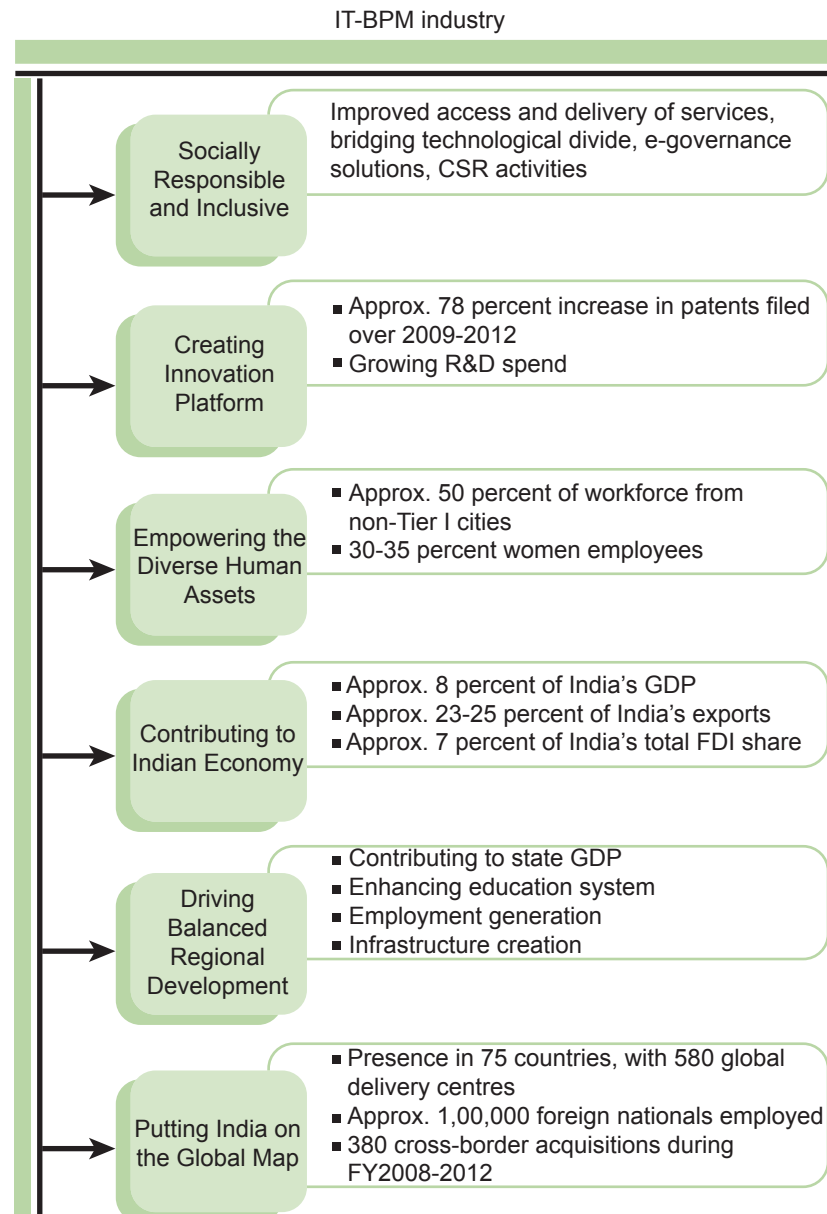 IT-BPM industry
Socially
Responsible
and Inclusive
Improved access and delivery of services,
bridging technological divide, e-governance
solutions, CSR activities
Creating
Innovation
Platform
▪ Approx. 78 percent increase in patents filed
over 2009-2012
▪ Growing R&D spend
Empowering the
Diverse Human
Assets
▪ Approx. 50 percent of workforce from
non-Tier I cities
▪ 30-35 percent women employees
Contributing to
Indian Economy
▪ Approx. 8 percent of India’s GDP
▪ Approx. 23-25 percent of India’s exports
▪ Approx. 7 percent of India’s total FDI share
Driving
Balanced
Regional
Development
▪ Contributing to state GDP
▪ Enhancing education system
▪ Employment generation
▪ Infrastructure creation
Putting India on
the Global Map
▪ Presence in 75 countries, with 580 global
delivery centres
▪ Approx. 1,00,000 foreign nationals employed
▪ 380 cross-border acquisitions during
FY2008-2012